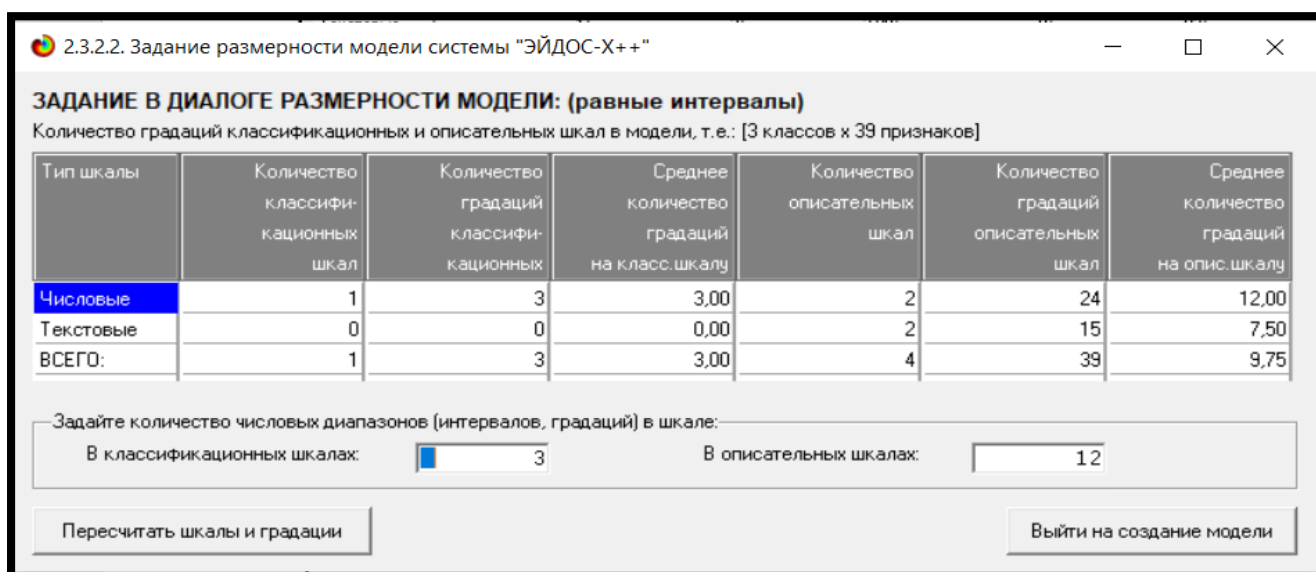 2.3.2.2. Задание размерности модели системы "ЭЙДОС-X++"
ЗАДАНИЕ В ДИАЛОГЕ РАЗМЕРНОСТИ МОДЕЛИ: (равные интервалы)
Количество градаций классификационных и описательных шкал в модели, т.е.: [3 классов x 39 признаков]
Тип шкалы Количество Количество Среднее Количество Количество Среднее
классифи- градаций количество описательных градаций количество
кационных классифи- градаций шкал описательных градаций
шкал кационных на класс.шкалу шкал на опис.шкалу
Числовые 1 3 3,00 2 24 12,00
Текстовые 0 0 0,00 2 15 7,50
ВСЕГО: 1 3 3,00 4 39 9,75
Задайте количество числовых диапазонов (интервалов, градаций) в шкале:
В классификационных шкалах: 3 В описательных шкалах: 12
Пересчитать шкалы и градации Выйти на создание модели